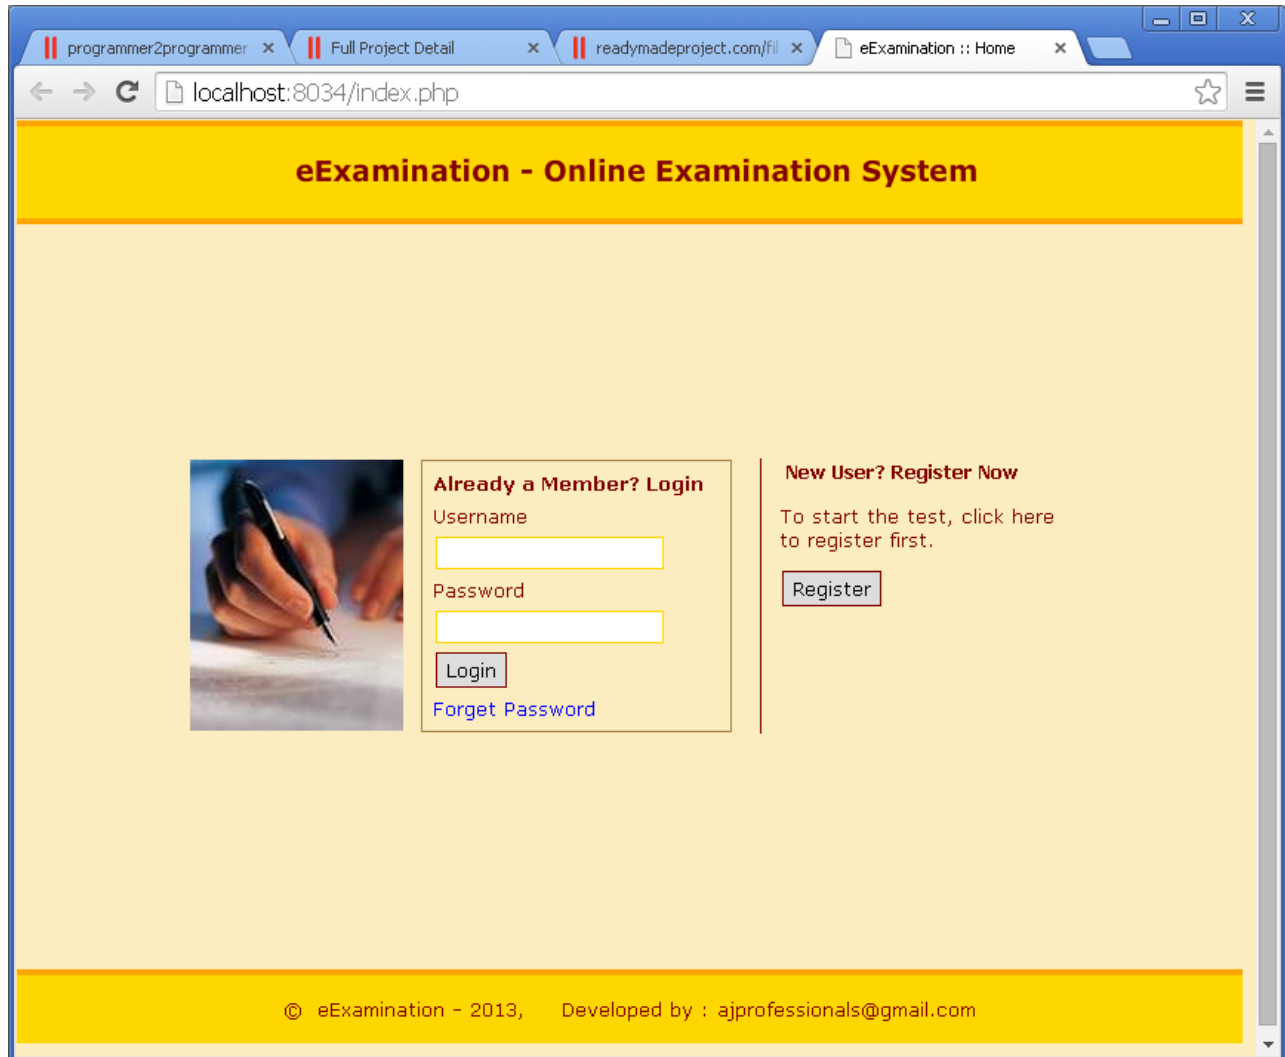 programmer2programmer
Full Project Detail
readymadeproject.com/fil
eExamination :: Home
localhost:8034/index.php
eExamination - Online Examination System
Already a Member? Login
Username
Password
Login
Forget Password
New User? Register Now
To start the test, click here
to register first.
Register
© eExamination - 2013, Developed by : ajprofessionals@gmail.com